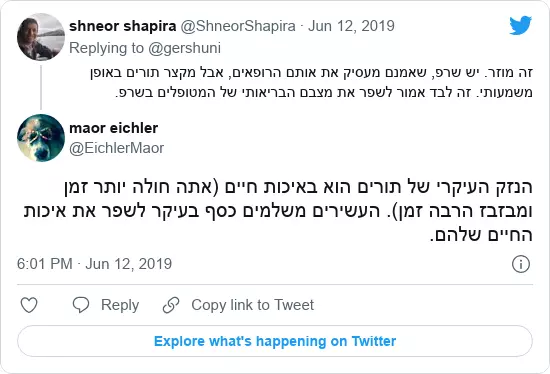 shneor shapira @ShneorShapira · Jun 12, 2019
Replying to @gershuni
זה מוזר. יש שרפ, שאמנם מעסיק את אותם הרופאים, אבל מקצר תורים באופן
משמעותי. זה לבד אמור לשפר את מצבם הבריאותי של המטופלים בשרפ.
maor eichler
@EichlerMaor
הנזק העיקרי של תורים הוא באיכות חיים (אתה חולה יותר זמן
ומבזבז הרבה זמן). העשירים משלמים כסף בעיקר לשפר את איכות
החיים שלהם.
6:01 PM · Jun 12, 2019
Reply
Copy link to Tweet
Explore what's happening on Twitter